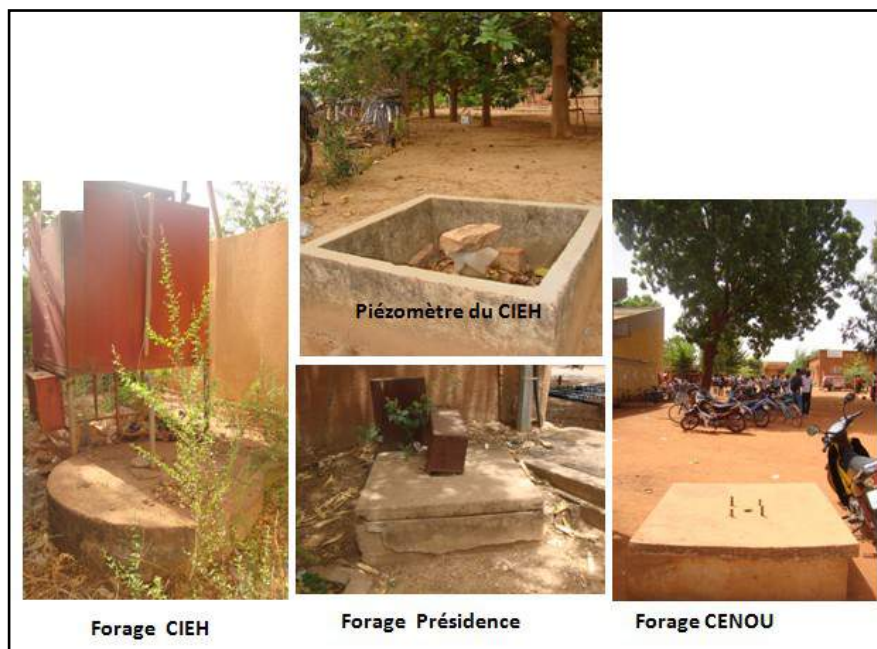 Piézomètre du CIEH
Forage CIEH
Forage Présidence
Forage CENOU